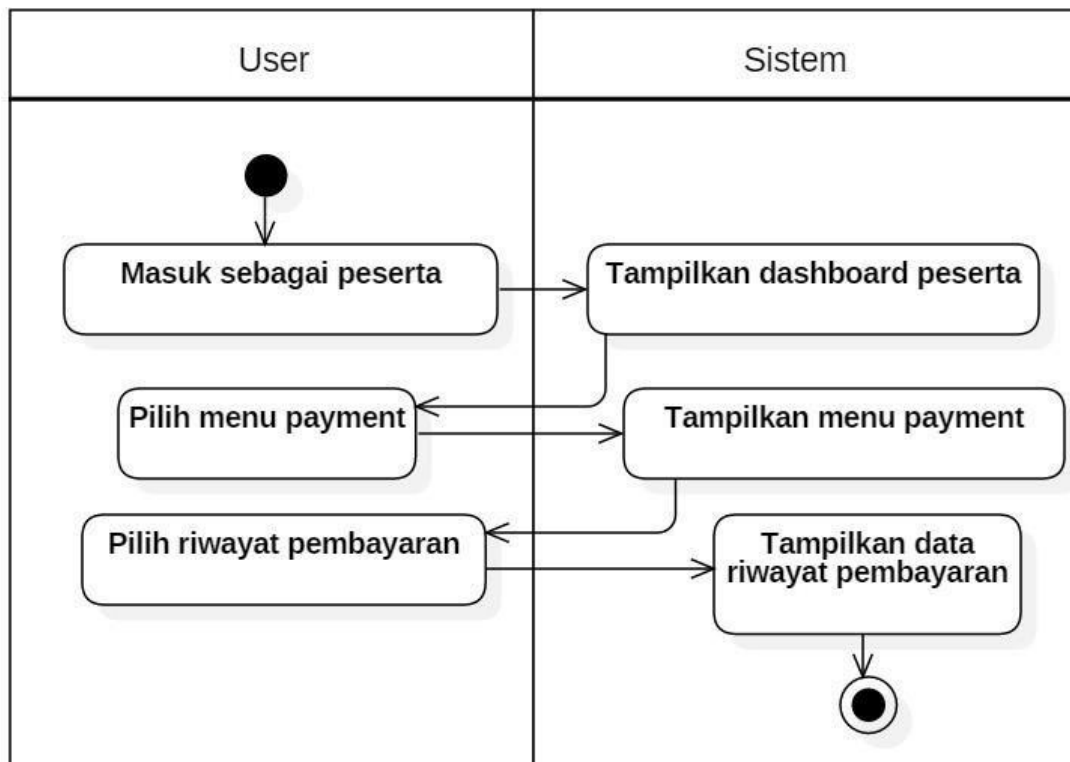 User
Sistem
Masuk sebagai peserta
Tampilkan dashboard peserta
Pilih menu payment
Tampilkan menu payment
Pilih riwayat pembayaran
Tampilkan data
riwayat pembayaran